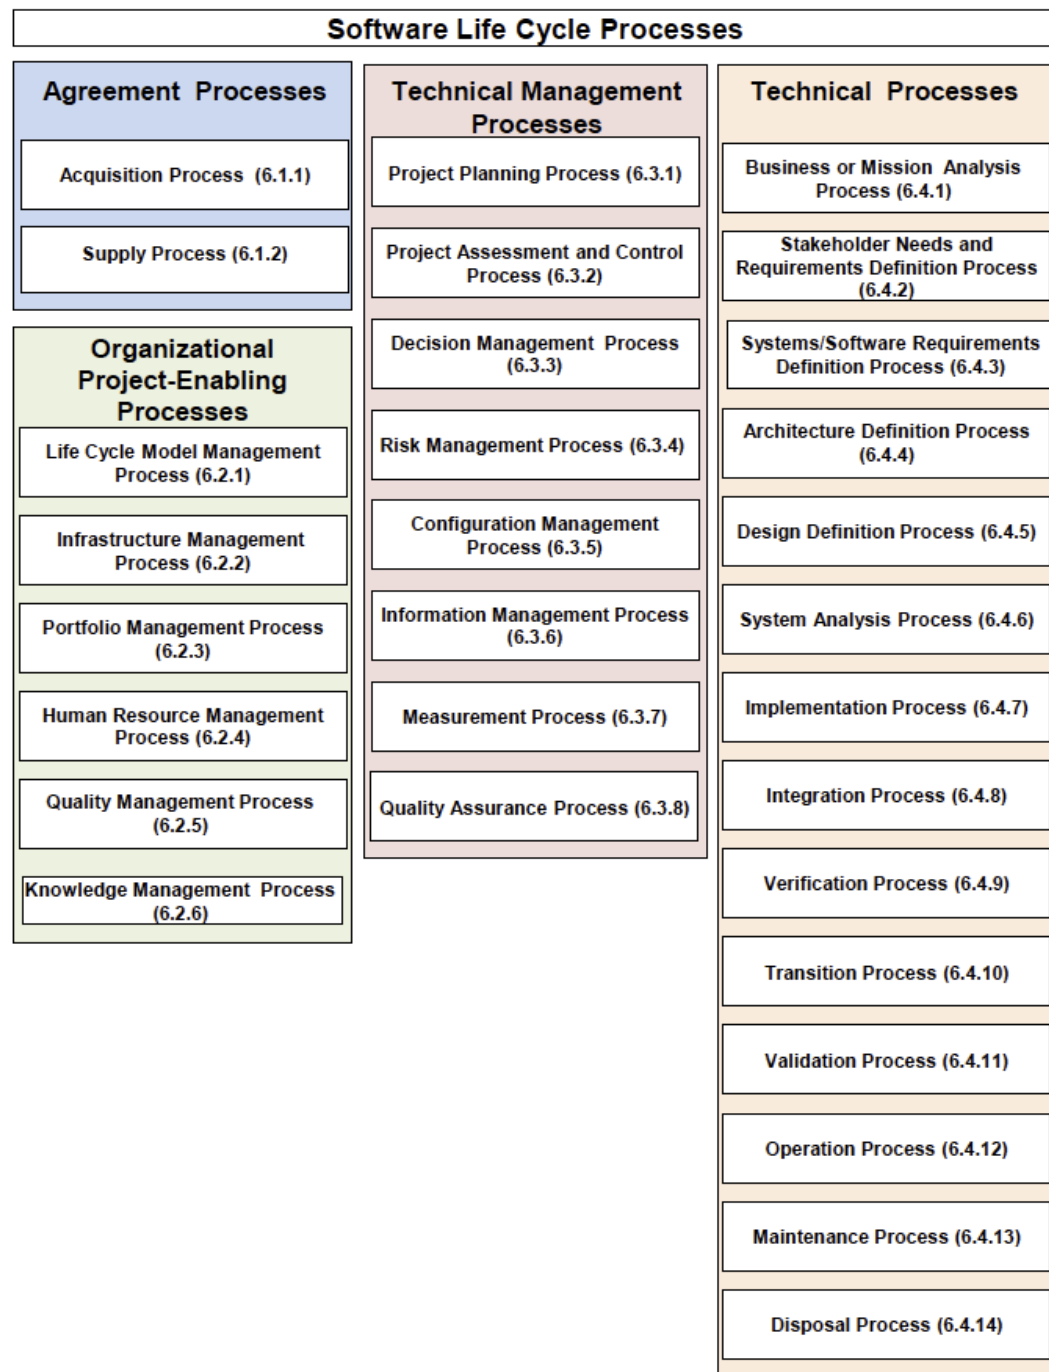 Software Life Cycle Processes
Agreement Processes
Acquisition Process (6.1.1)
Supply Process (6.1.2)
Organizational
Project-Enabling
Processes
Life Cycle Model Management
Process (6.2.1)
Infrastructure Management
Process (6.2.2)
Portfolio Management Process
(6.2.3)
Human Resource Management
Process (6.2.4)
Quality Management Process
(6.2.5)
Knowledge Management Process
(6.2.6)
Technical Management
Processes
Project Planning Process (6.3.1)
Project Assessment and Control
Process (6.3.2)
Decision Management Process
(6.3.3)
Risk Management Process (6.3.4)
Configuration Management
Process (6.3.5)
Information Management Process
(6.3.6)
Measurement Process (6.3.7)
Quality Assurance Process (6.3.8)
Technical Processes
Business or Mission Analysis
Process (6.4.1)
Stakeholder Needs and
Requirements Definition Process
(6.4.2)
Systems/Software Requirements
Definition Process (6.4.3)
Architecture Definition Process
(6.4.4)
Design Definition Process (6.4.5)
System Analysis Process (6.4.6)
Implementation Process (6.4.7)
Integration Process (6.4.8)
Verification Process (6.4.9)
Transition Process (6.4.10)
Validation Process (6.4.11)
Operation Process (6.4.12)
Maintenance Process (6.4.13)
Disposal Process (6.4.14)